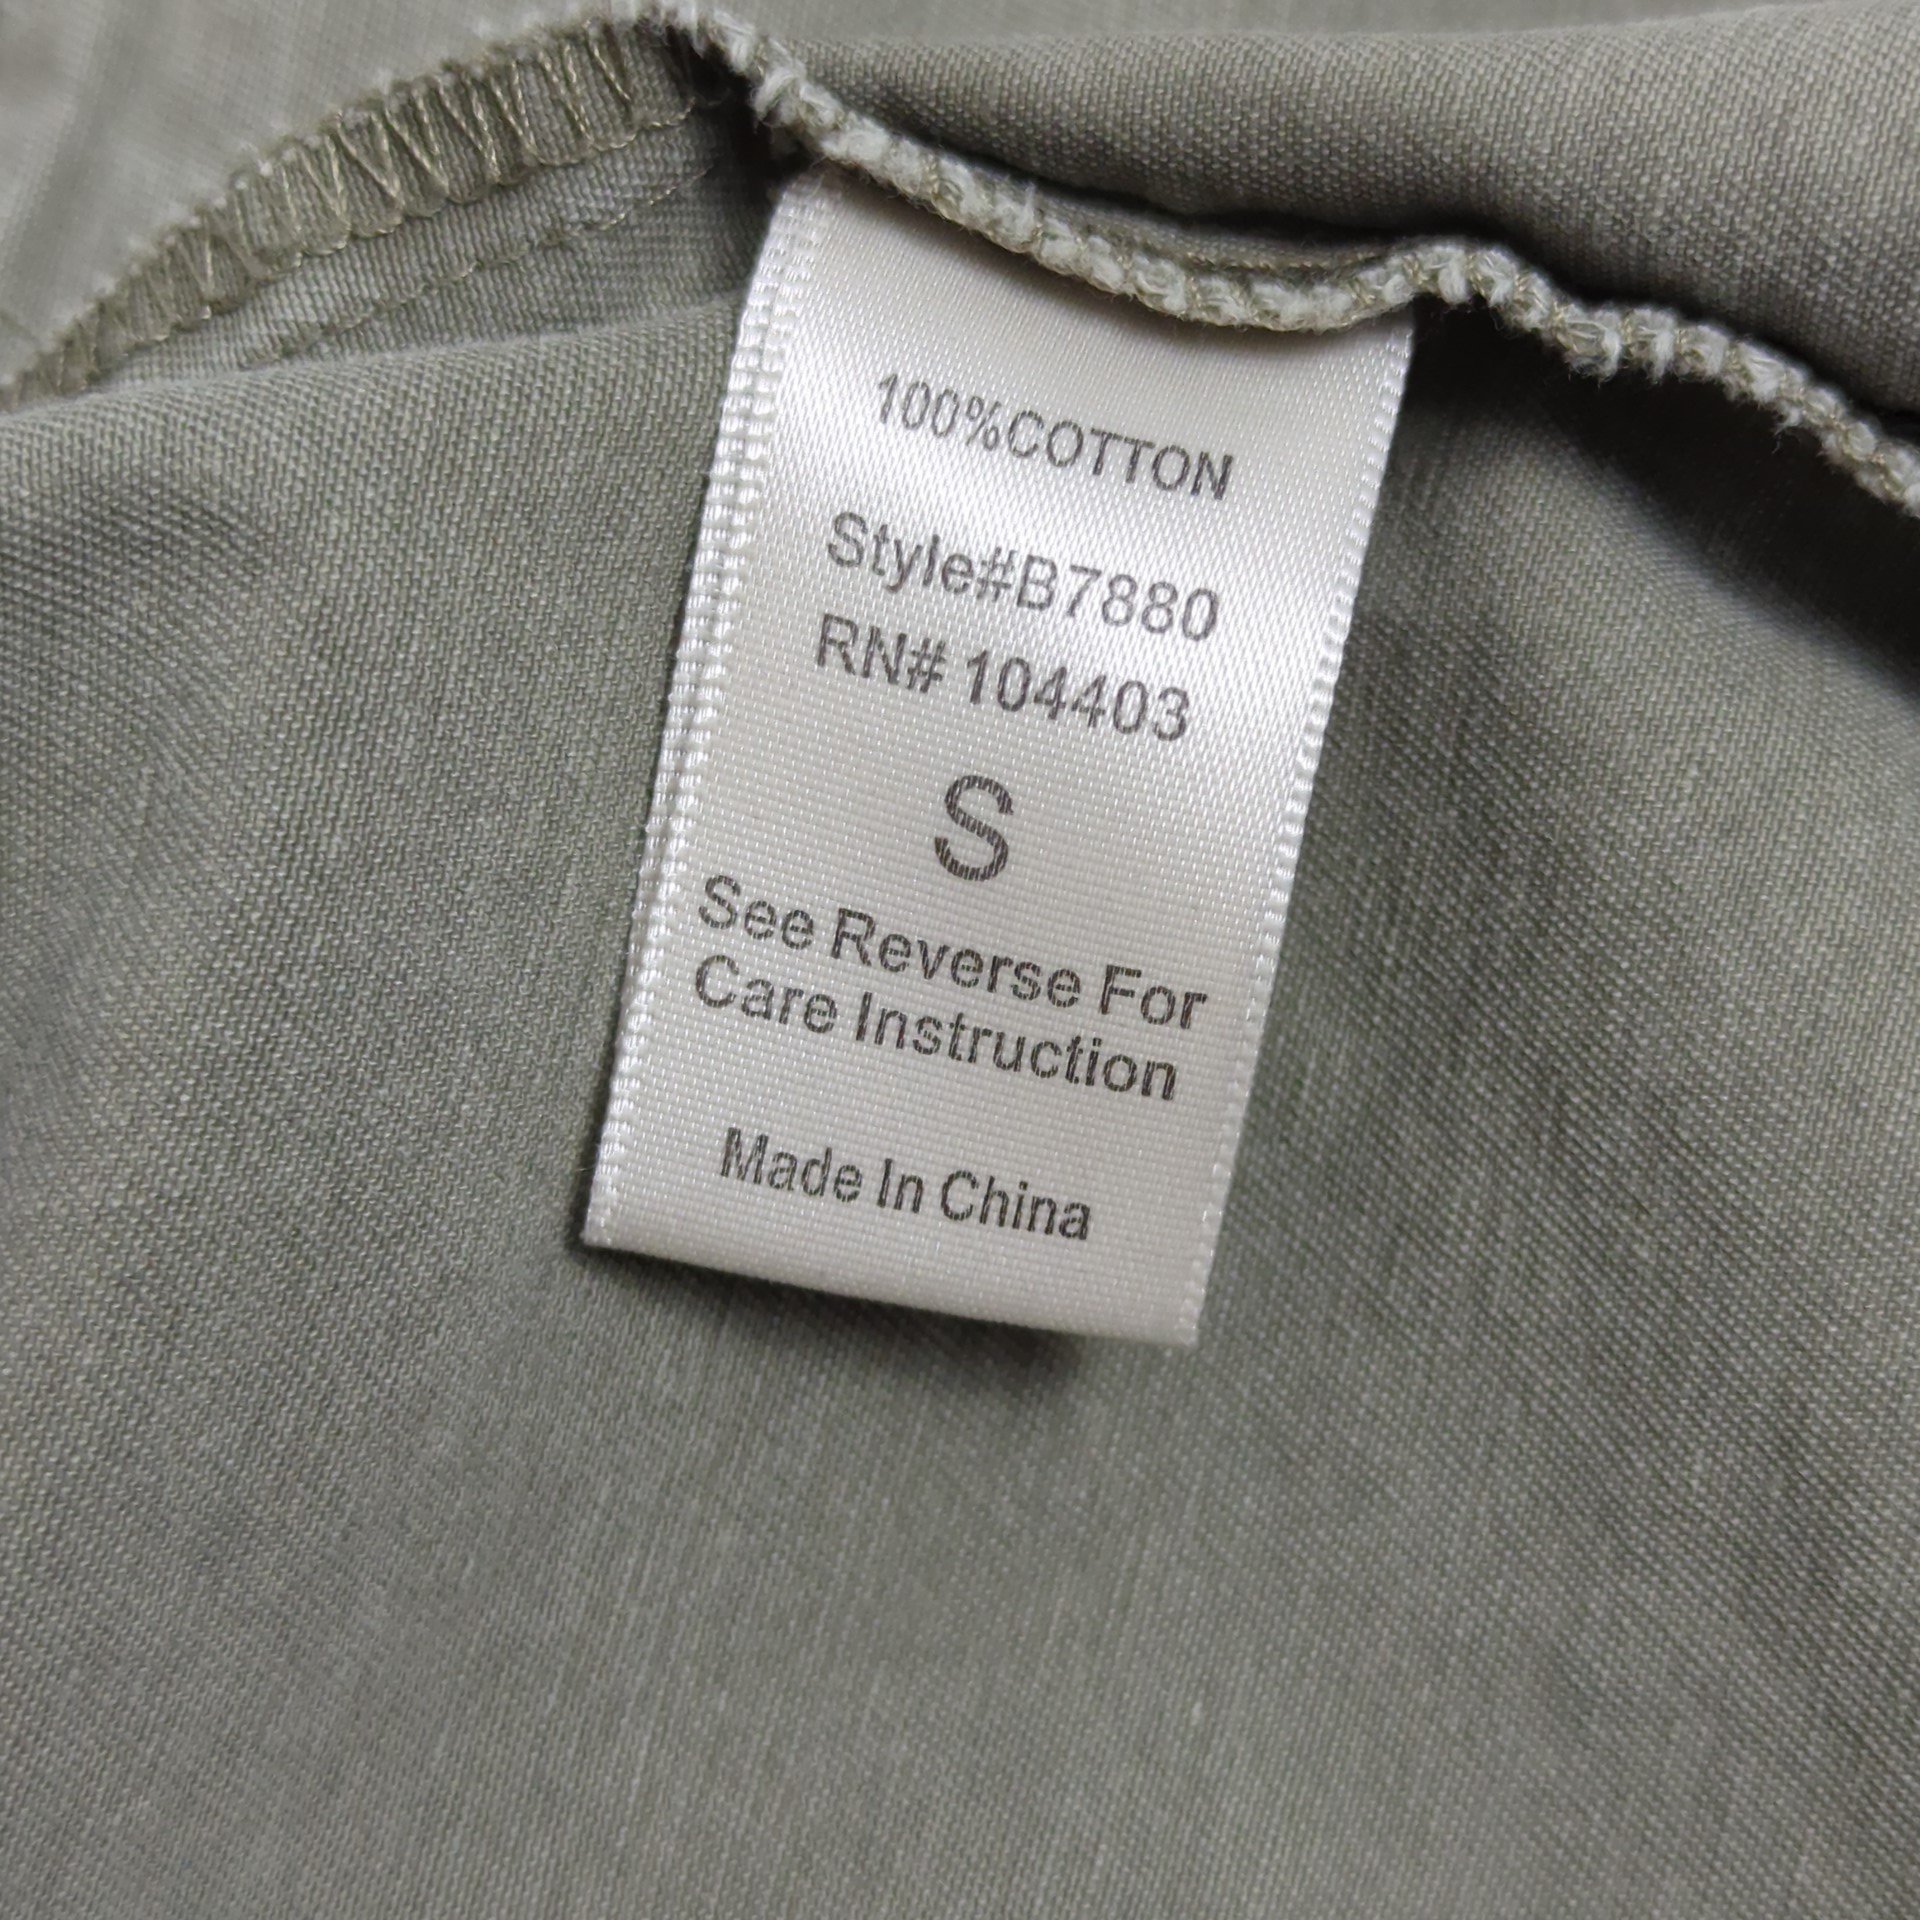 100%COTTON
Style#B7880
RN# 104403
S
See Reverse For
Care Instruction
Made In China